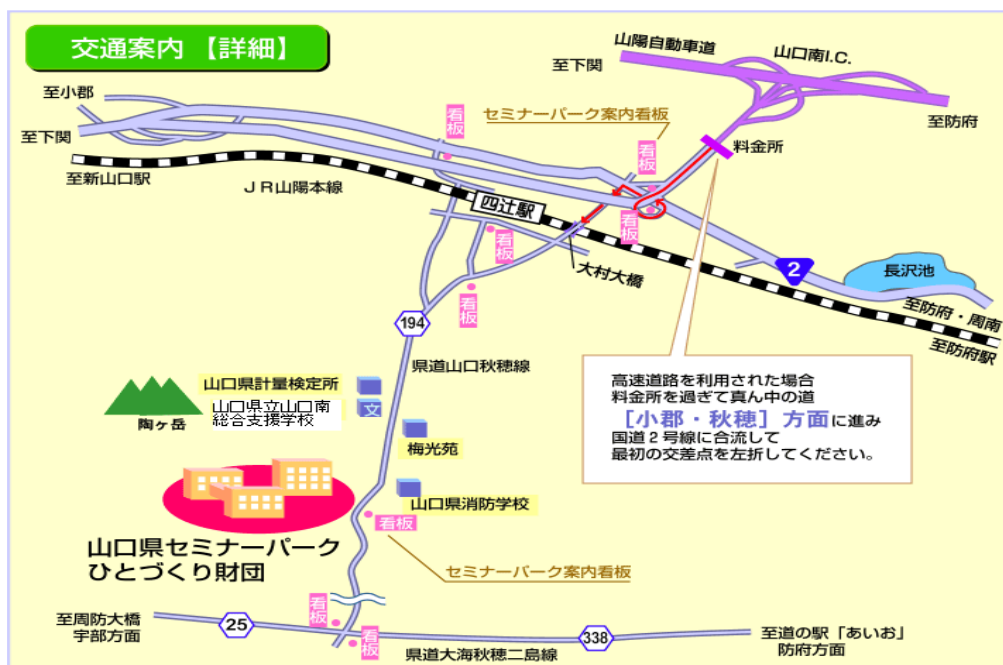 交通案内【詳細】
山陽自動車道
山口南I.C.
至下関
至防府
至小郡
至下関
看板
セミナーパーク案内看板
看板
料金所
至新山口駅
JR山陽本線
四辻駅
看板
看板
大村大橋
2
長沢池
至防府・周南
至防府駅
看板
194
県道山口秋穂線
高速道路を利用された場合
料金所を過ぎて真ん中の道
[小郡・秋穂]方面に進み
国道2号線に合流して
最初の交差点を左折してください。
陶ヶ岳
山口県計量検定所
山口県立山口南
総合支援学校
文
梅光苑
山口県消防学校
看板
山口県セミナーパーク
ひとづくり財団
セミナーパーク案内看板
至周防大橋
宇部方面
25
看板
看板
県道大海秋穂二島線
338
至道の駅「あいお」
防府方面